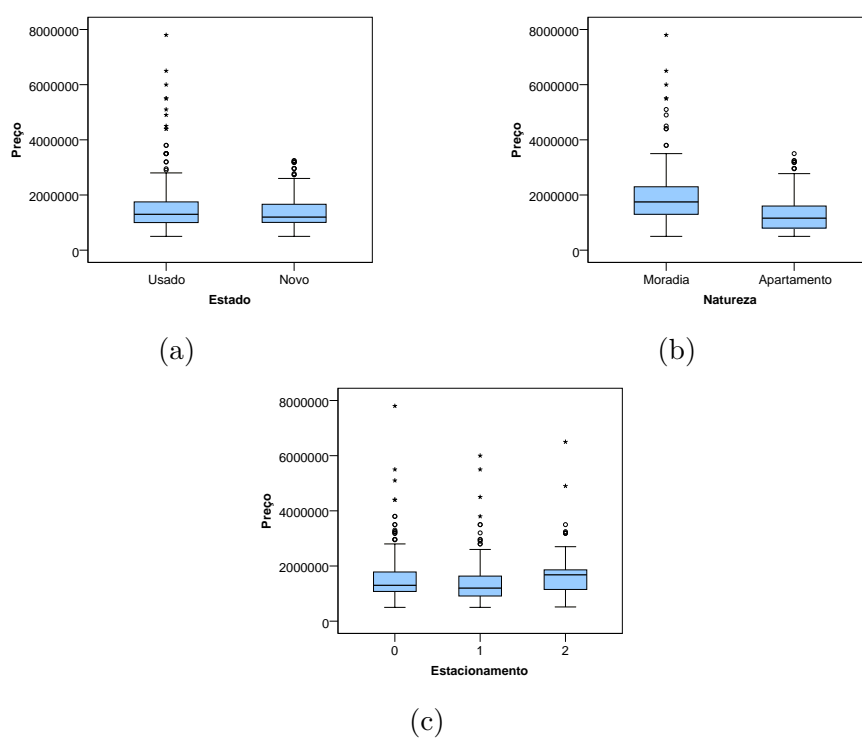 8000000
6000000
4000000
2000000
0
Preço
Usado
Novo
Estado
(a)
8000000
6000000
4000000
2000000
0
Preço
Moradia
Apartamento
Natureza
(b)
8000000
6000000
4000000
2000000
0
Preço
0
1
2
Estacionamento
(c)